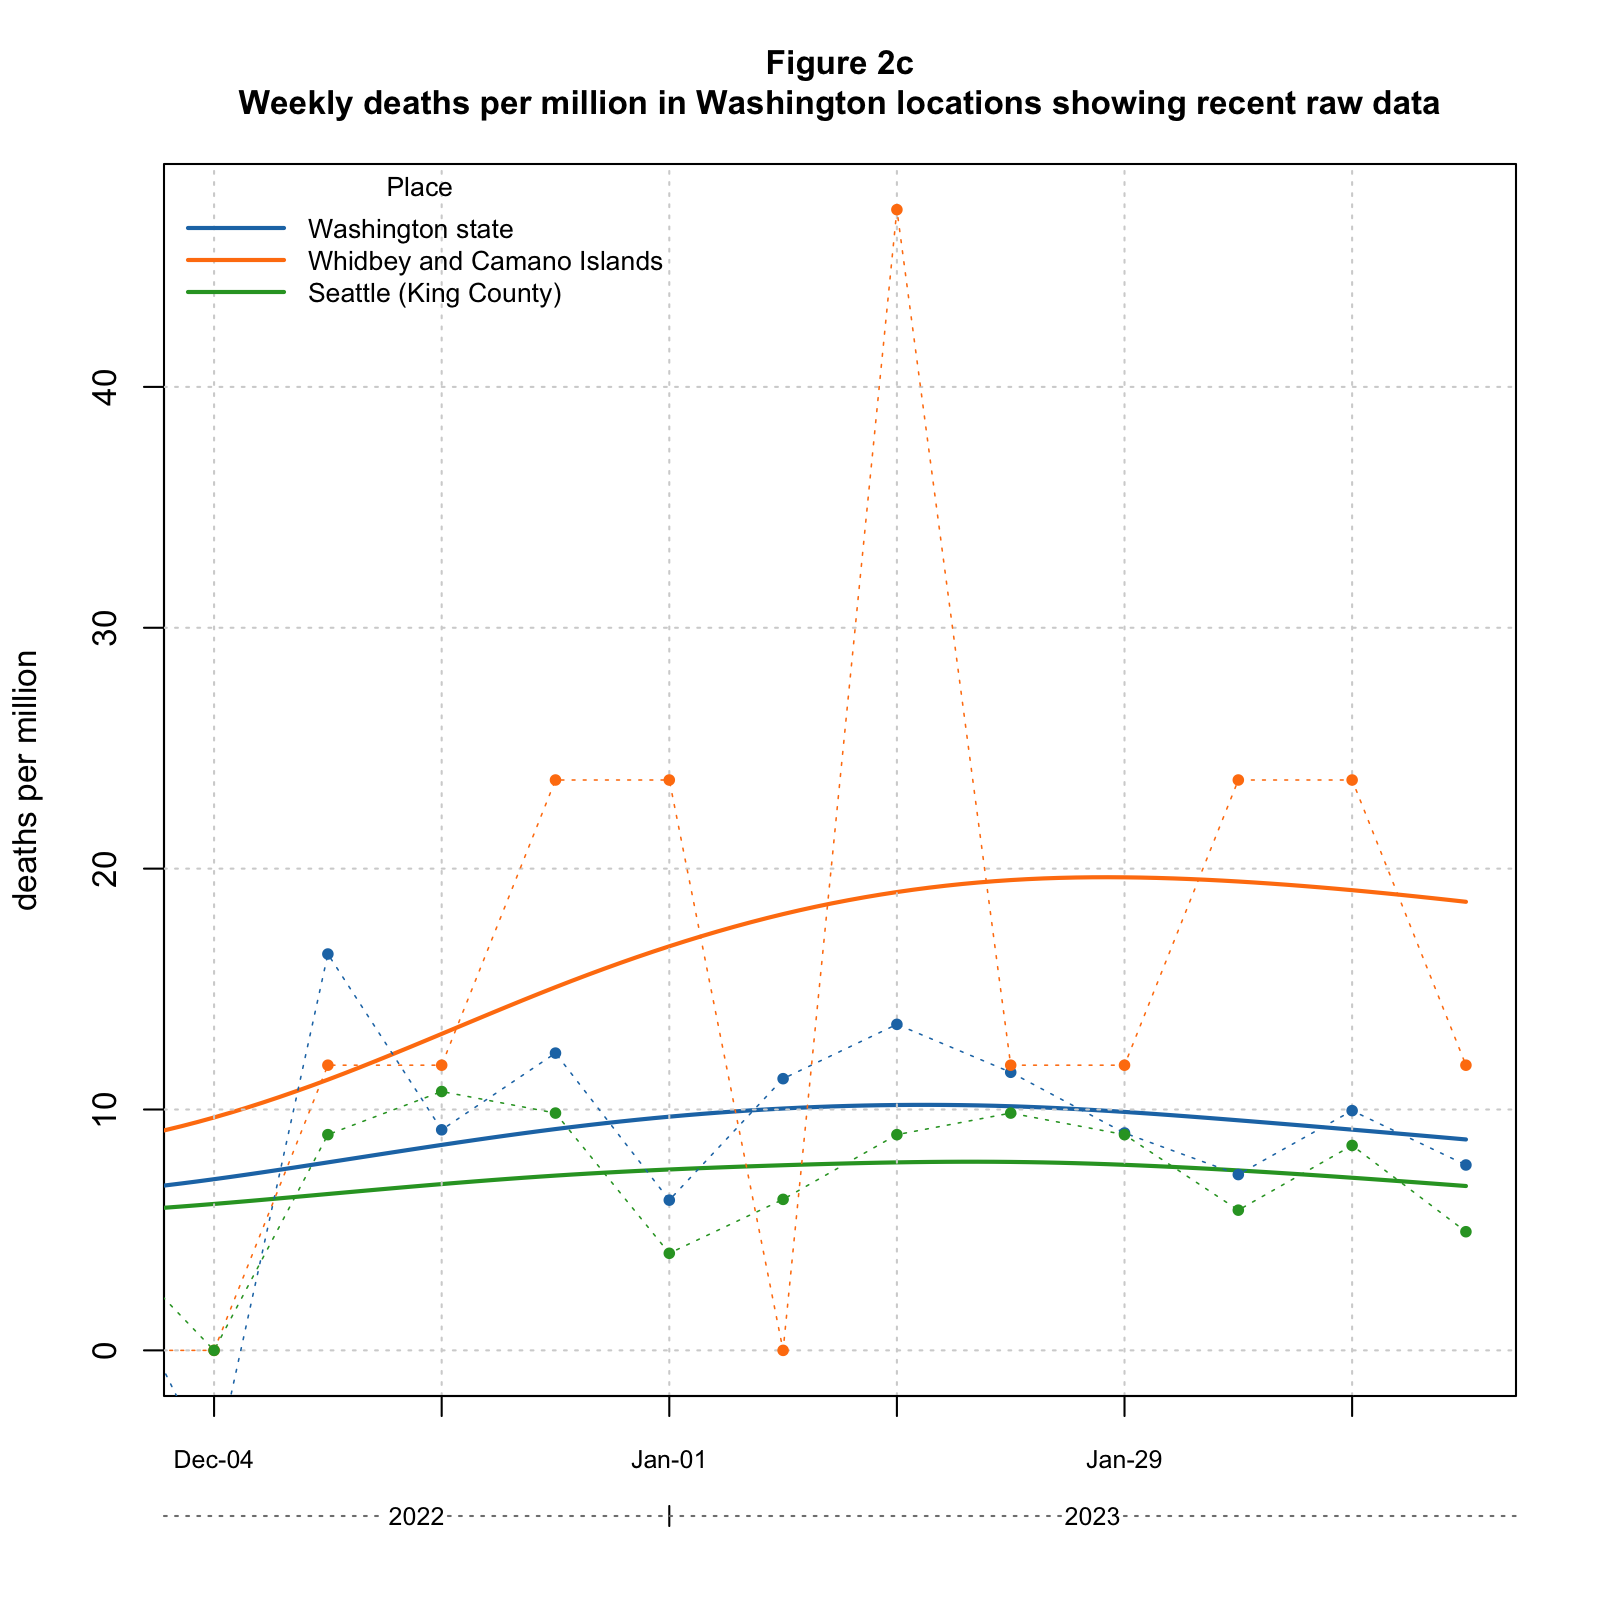 Figure 2c
Weekly deaths per million in Washington locations showing recent raw data
Place
Washington state
Whidbey and Camano Islands
Seattle (King County)
deaths per million
40
30
20
10
0
Dec-04
Jan-01
Jan-29
2022
2023